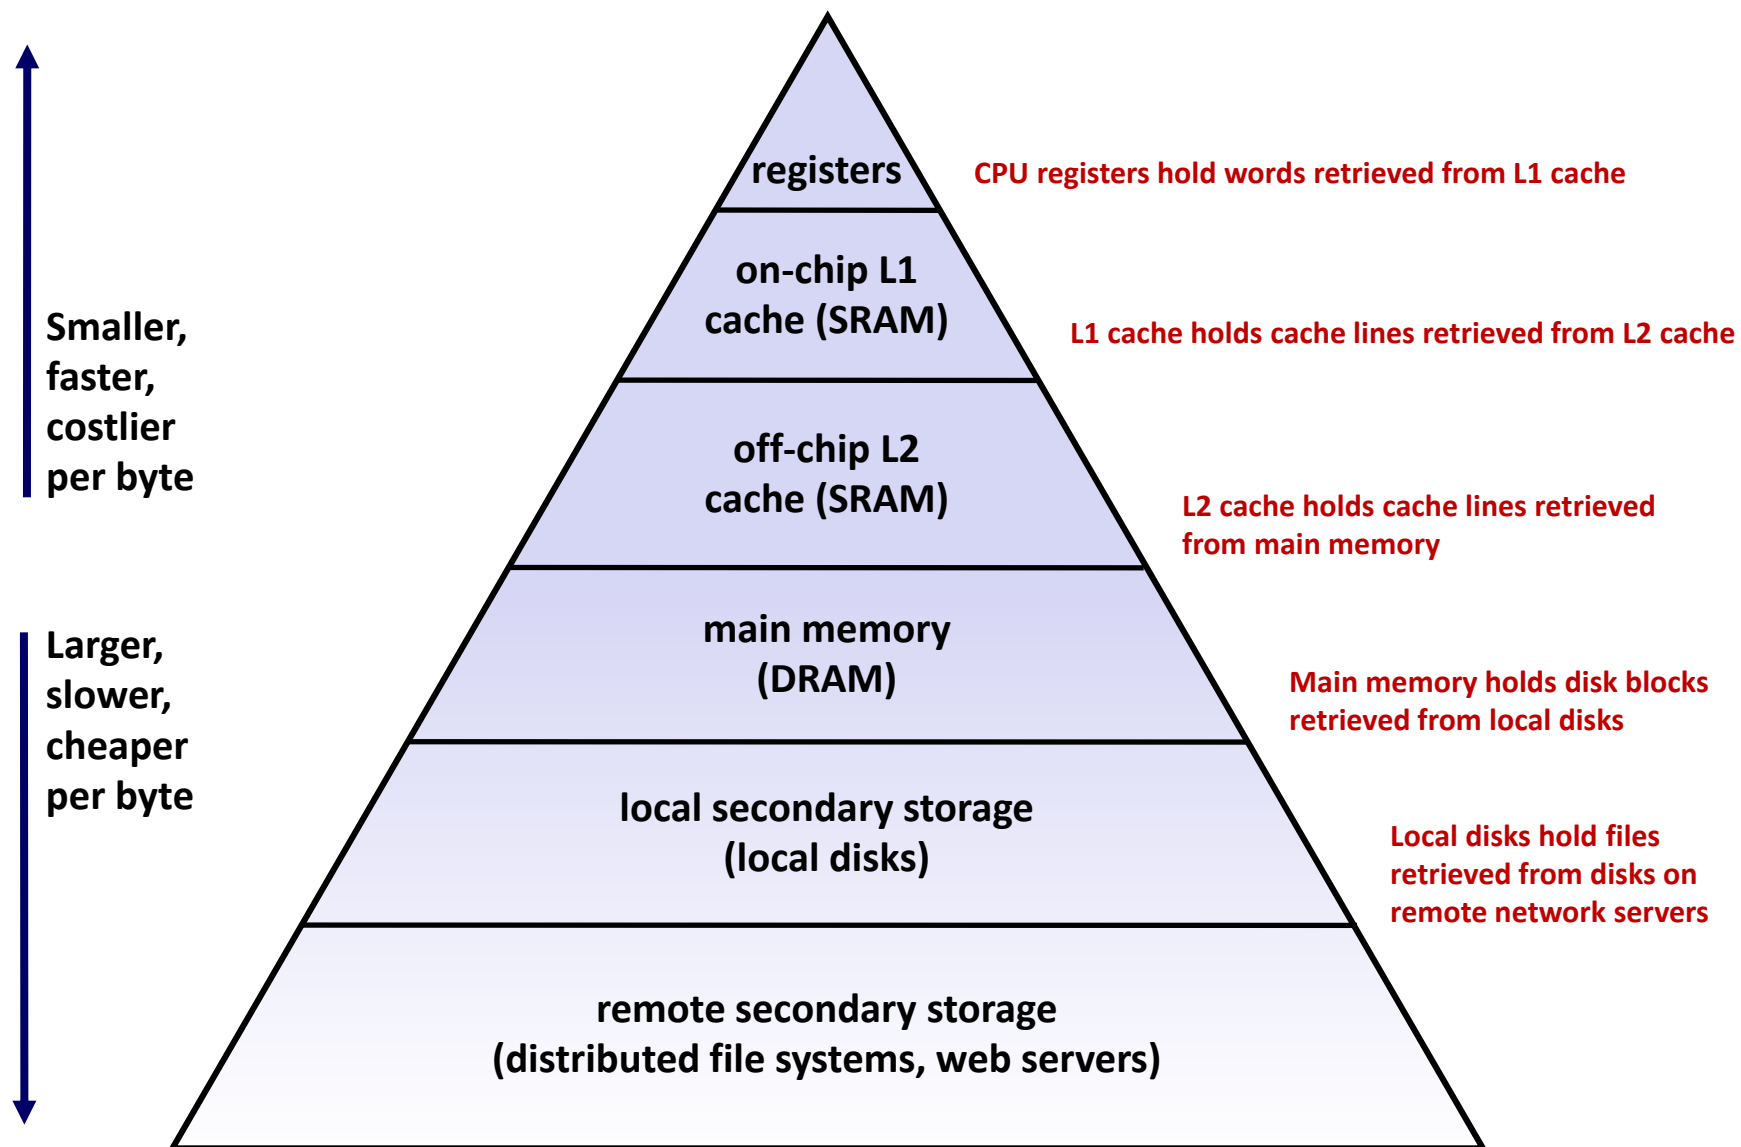 registers
CPU registers hold words retrieved from L1 cache
on-chip L1
cache (SRAM)
L1 cache holds cache lines retrieved from L2 cache
Smaller,
faster,
costlier
per byte
off-chip L2
cache (SRAM)
L2 cache holds cache lines retrieved
from main memory
Larger,
slower,
cheaper
per byte
main memory
(DRAM)
Main memory holds disk blocks
retrieved from local disks
local secondary storage
(local disks)
Local disks hold files
retrieved from disks on
remote network servers
remote secondary storage
(distributed file systems, web servers)